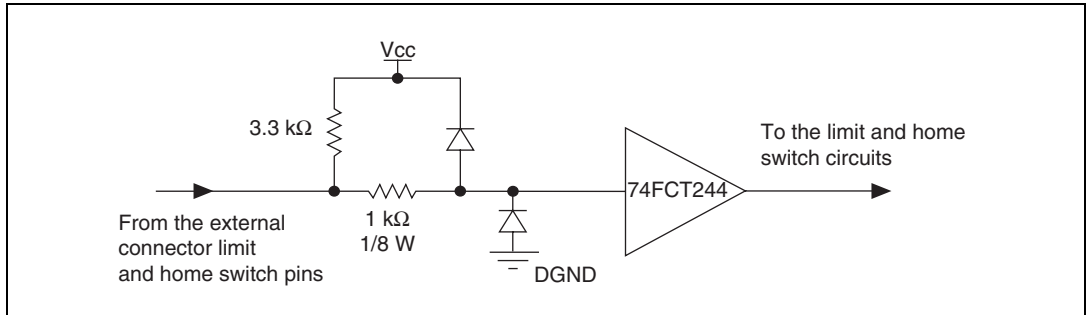 Vcc
3.3 kΩ
1 kΩ
1/8 W
From the external
connector limit
and home switch pins
DGND
74FCT244
To the limit and home
switch circuits